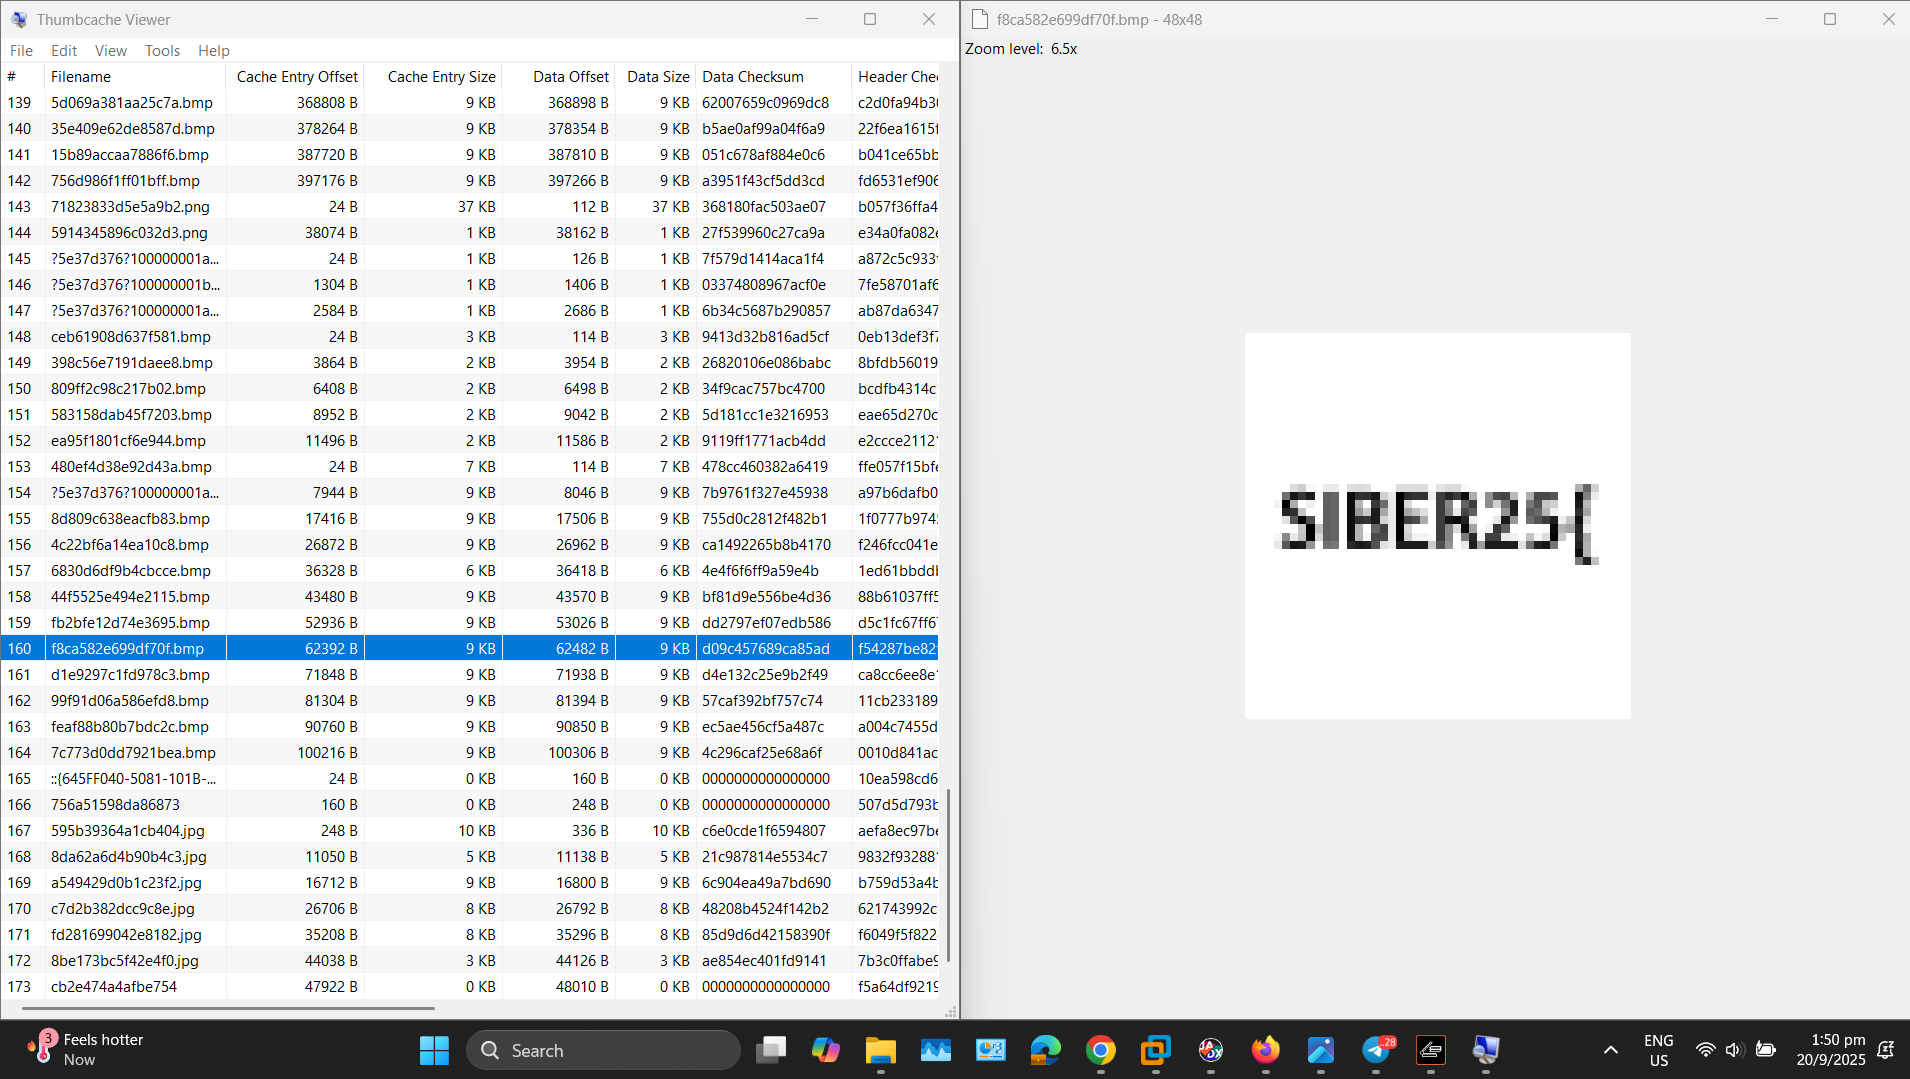 Thumbcache Viewer
File Edit View Tools Help
# Filename Cache Entry Offset Cache Entry Size Data Offset Data Size Data Checksum Header Che
139 5d069a381aa25c7a.bmp 368808 B 9 KB 368898 B 9 KB 62007659c0969dc8 c2d0fa94b3
140 35e409e62de8587d.bmp 378264 B 9 KB 378354 B 9 KB b5ae0af99a04f6a9 22f6ea1615f
141 15b89accaa7886f6.bmp 387720 B 9 KB 387810 B 9 KB 051c678af884e0c6 b041ce65bb
142 756d986f1ff01bff.bmp 397176 B 9 KB 397266 B 9 KB a3951f43cf5dd3cd fd6531ef906
143 71823833d5e5a9b2.png 24 B 37 KB 112 B 37 KB 368180fac503ae07 b057f36ffa4
144 5914345896c032d3.png 38074 B 1 KB 38162 B 1 KB 27f539960c27ca9a e34a0fa082
145 ?5e37d376?100000001a... 24 B 1 KB 126 B 1 KB 7f579d1414aca1f4 a872c5c933
146 ?5e37d376?100000001b... 1304 B 1 KB 1406 B 1 KB 03374808967acf0e 7fe58701af6
147 ?5e37d376?100000001a... 2584 B 1 KB 2686 B 1 KB 6b34c5687b290857 ab87da6347
148 ceb61908d637f581.bmp 24 B 3 KB 114 B 3 KB 9413d32b816ad5cf 0eb13def3f7
149 398c56e7191daee8.bmp 3864 B 2 KB 3954 B 2 KB 26820106e086babc 8bfdb56019
150 809ff2c98c217b02.bmp 6408 B 2 KB 6498 B 2 KB 34f9cac757bc4700 bcdfb4314c
151 583158dab45f7203.bmp 8952 B 2 KB 9042 B 2 KB 5d181cc1e3216953 eae65d270c
152 ea95f1801cf6e944.bmp 11496 B 2 KB 11586 B 2 KB 9119ff1771acb4dd e2ccce2112
153 480ef4d38e92d43a.bmp 24 B 7 KB 114 B 7 KB 478cc460382a6419 ffe057f15bf
154 ?5e37d376?100000001a... 7944 B 9 KB 8046 B 9 KB 7b9761f327e45938 a97b6dafb0
155 8d809c638eacfb83.bmp 17416 B 9 KB 17506 B 9 KB 755d0c2812f482b1 1f0777b974
156 4c22bf6a14ea10c8.bmp 26872 B 9 KB 26962 B 9 KB ca1492265b8b4170 f246fcc041e
157 6830d6df9b4cbcce.bmp 36328 B 6 KB 36418 B 6 KB 4e4f6f6ff9a59e4b 1ed61bbddb
158 44f5525e494e2115.bmp 43480 B 9 KB 43570 B 9 KB bf81d9e556be4d36 88b61037ff5
159 fb2bfe12d74e3695.bmp 52936 B 9 KB 53026 B 9 KB dd2797ef07edb586 d5c1fc67ff6
160 f8ca582e699df70f.bmp 62392 B 9 KB 62482 B 9 KB d09c457689ca85ad f54287be82
161 d1e9297c1fd978c3.bmp 71848 B 9 KB 71938 B 9 KB d4e132c25e9b2f49 ca8cc6ee8e
162 99f91d06a586efd8.bmp 81304 B 9 KB 81394 B 9 KB 57caf392bf757c74 11cb233189
163 feaf88b80b7bdc2c.bmp 90760 B 9 KB 90850 B 9 KB ec5ae456cf5a487c a004c7455d
164 7c773d0dd7921bea.bmp 100216 B 9 KB 100306 B 9 KB 4c296caf25e68a6f 0010d841ac
165 ::{645FF040-5081-101B-... 24 B 0 KB 160 B 0 KB 0000000000000000 10ea598cd6
166 756a51598da86873 160 B 0 KB 248 B 0 KB 0000000000000000 507d5d793b
167 595b39364a1cb404.jpg 248 B 10 KB 336 B 10 KB c6e0cde1f6594807 aefa8ec97be
168 8da62a6d4b90b4c3.jpg 11050 B 5 KB 11138 B 5 KB 21c987814e5534c7 9832f93288
169 a549429d0b1c23f2.jpg 16712 B 9 KB 16800 B 9 KB 6c904ea49a7bd690 b759d53a4b
170 c7d2b382dcc9c8e.jpg 26706 B 8 KB 26792 B 8 KB 48208b4524f142b2 621743992c
171 fd281699042e8182.jpg 35208 B 8 KB 35296 B 8 KB 85d9d6d42158390f f6049f5f822
172 8be173bc5f42e4f0.jpg 44038 B 3 KB 44126 B 3 KB ae854ec401fd9141 7b3c0ffabe9
173 cb2e474a4afbe754 47922 B 0 KB 48010 B 0 KB 0000000000000000 f5a64df9219
f8ca582e699df70f.bmp - 48x48
Zoom level: 6.5x
SIBER25{
3 Feels hotter
Now
Search
28
ENG
US
1:50 pm
20/9/2025